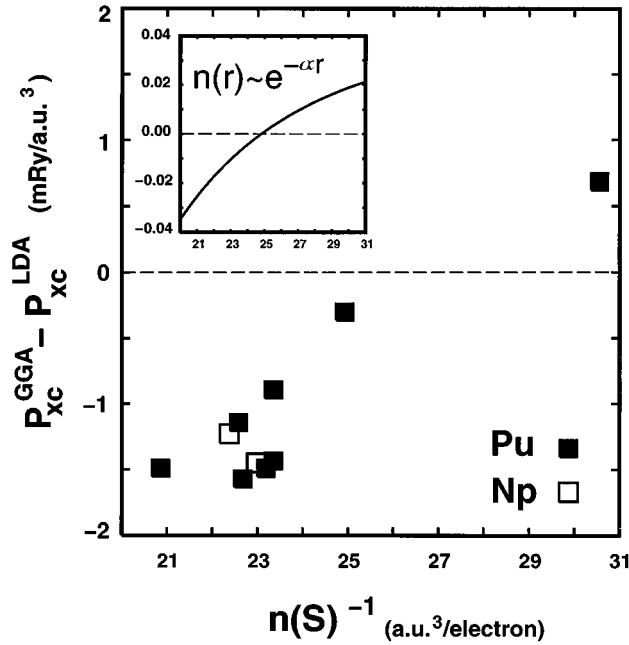 2
1
0
−1
−2
21
23
25
27
29
31
P_xc^GGA − P_xc^LDA (mRy/a.u.³)
n(S)⁻¹ (a.u.³/electron)
0.04
0.02
0.00
−0.02
−0.04
21 23 25 27 29 31
n(r)~e^−αr
Pu
Np